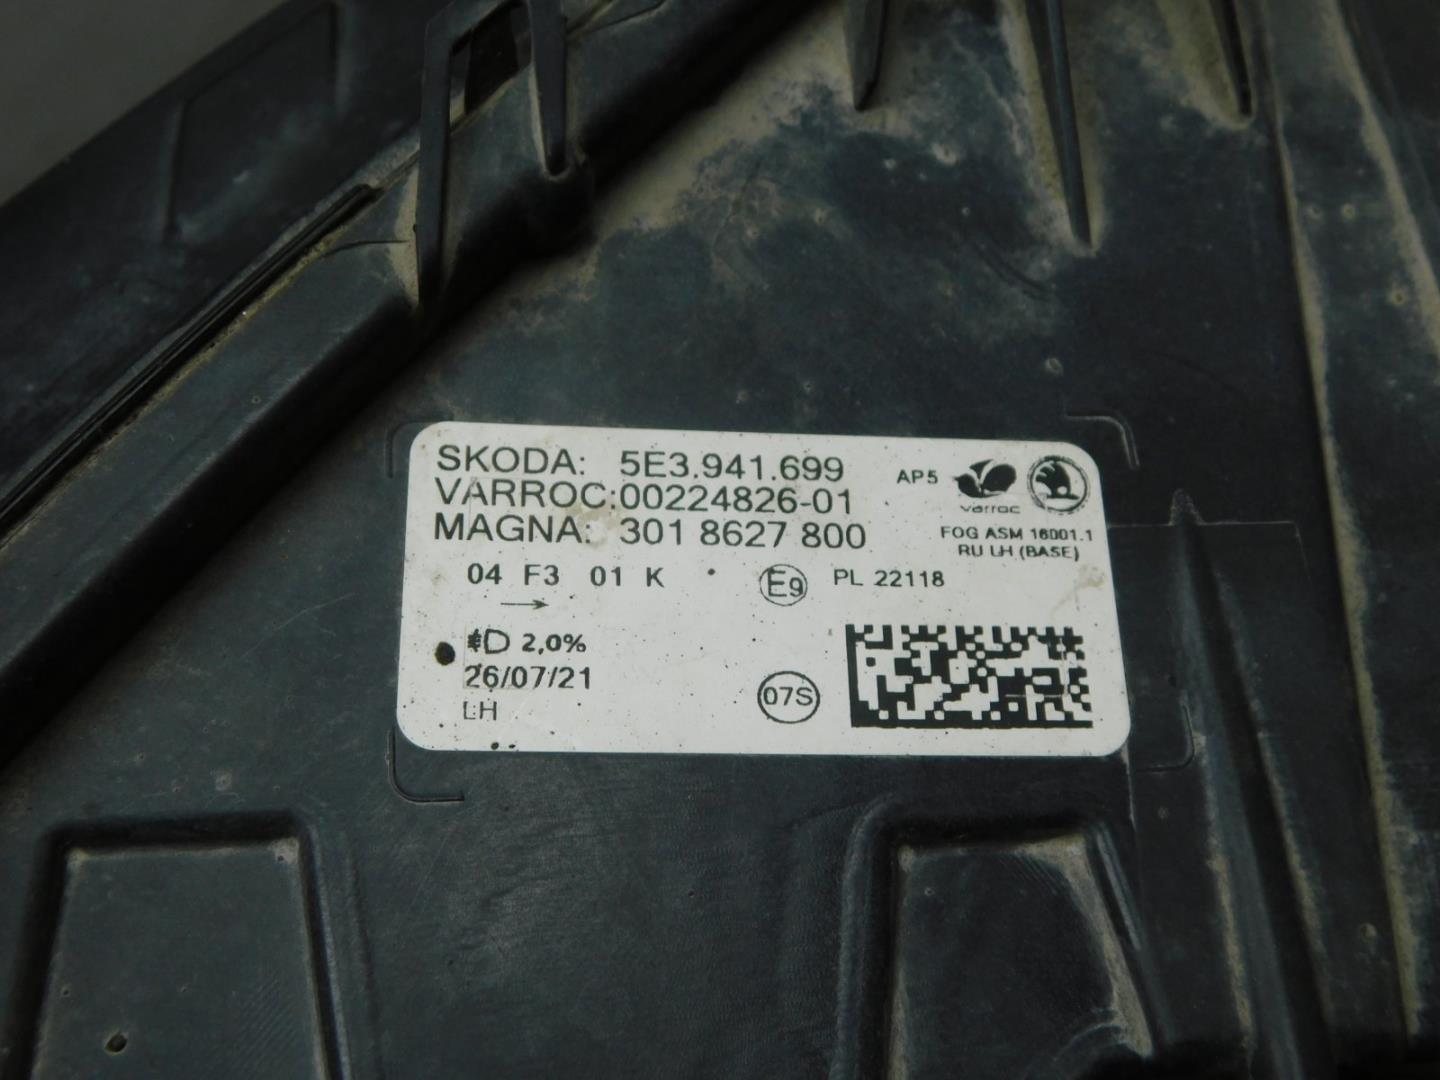 SKODA: 5E3.941.699
VARROC:00224826-01
MAGNA: 301 8627 800
AP5
varroc
FOG ASM 16001.1
RU LH (BASE)
04 F3 01 K
E9
PL 22118
2,0%
26/07/21
LH
07S